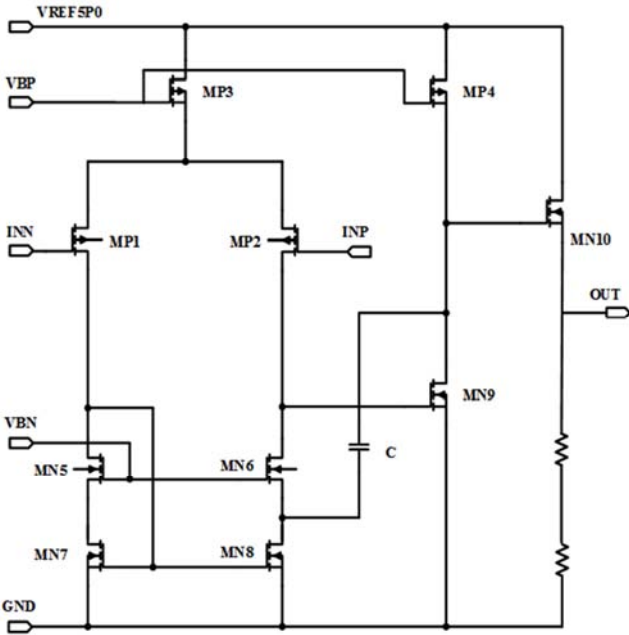 VREF5P0
VBP
MP3
MP4
INN
MP1
MP2
INP
MN10
OUT
MN9
VBN
MN5
MN6
C
MN7
MN8
GND